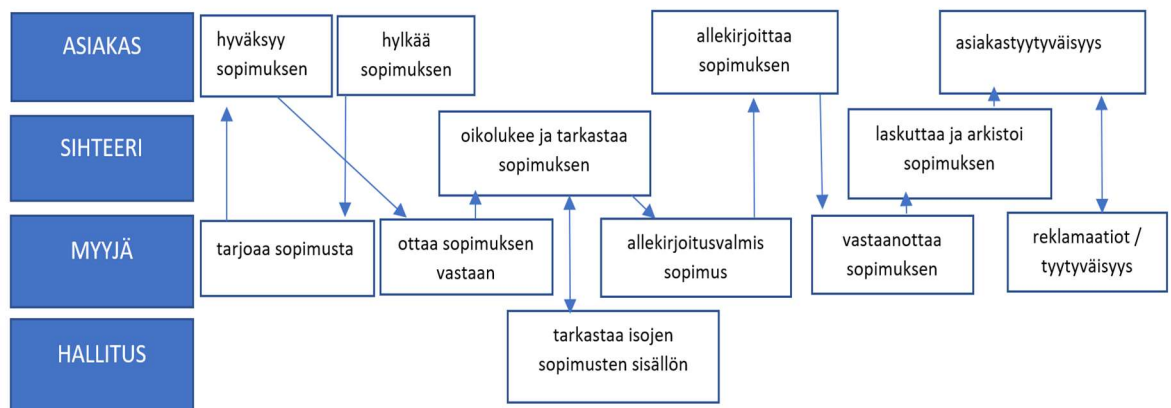 ASIAKAS
hyväksyy
sopimuksen
hylkää
sopimuksen
allekirjoittaa
sopimuksen
asiakastyytyväisyys
SIHTEERI
oikolukee ja tarkastaa
sopimuksen
laskuttaa ja arkistoi
sopimuksen
MYYJÄ
tarjoaa sopimusta
ottaa sopimuksen
vastaan
allekirjoitusvalmis
sopimus
vastaanottaa
sopimuksen
reklamaatiot /
tyytyväisyys
HALLITUS
tarkastaa isojen
sopimusten sisällön